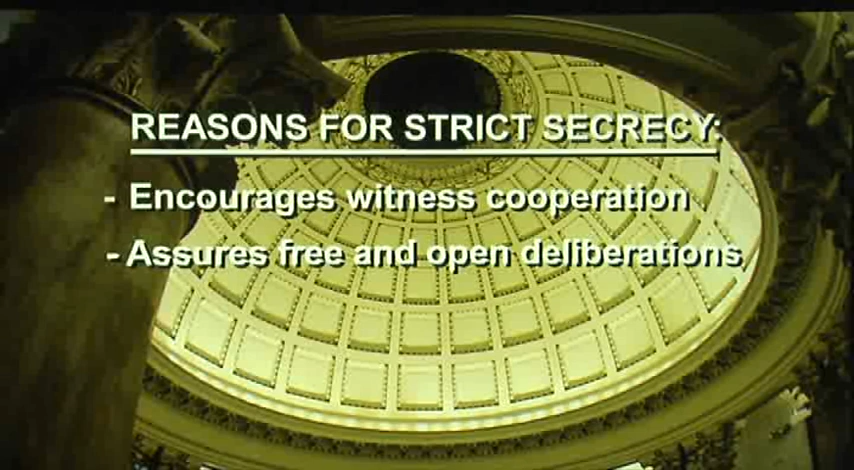 REASONS FOR STRICT SECRECY:
- Encourages witness cooperation
- Assures free and open deliberations